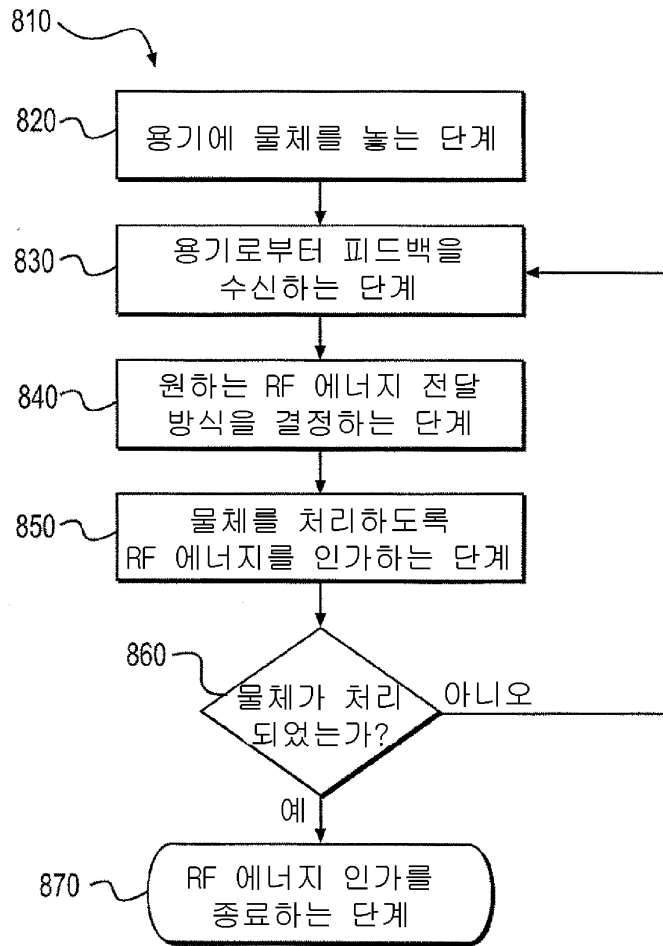 810
820
용기에 물체를 놓는 단계
830
용기로부터 피드백을
수신하는 단계
840
원하는 RF 에너지 전달
방식을 결정하는 단계
850
물체를 처리하도록
RF 에너지를 인가하는 단계
860
물체가 처리
되었는가?
아니오
예
870
RF 에너지 인가를
종료하는 단계